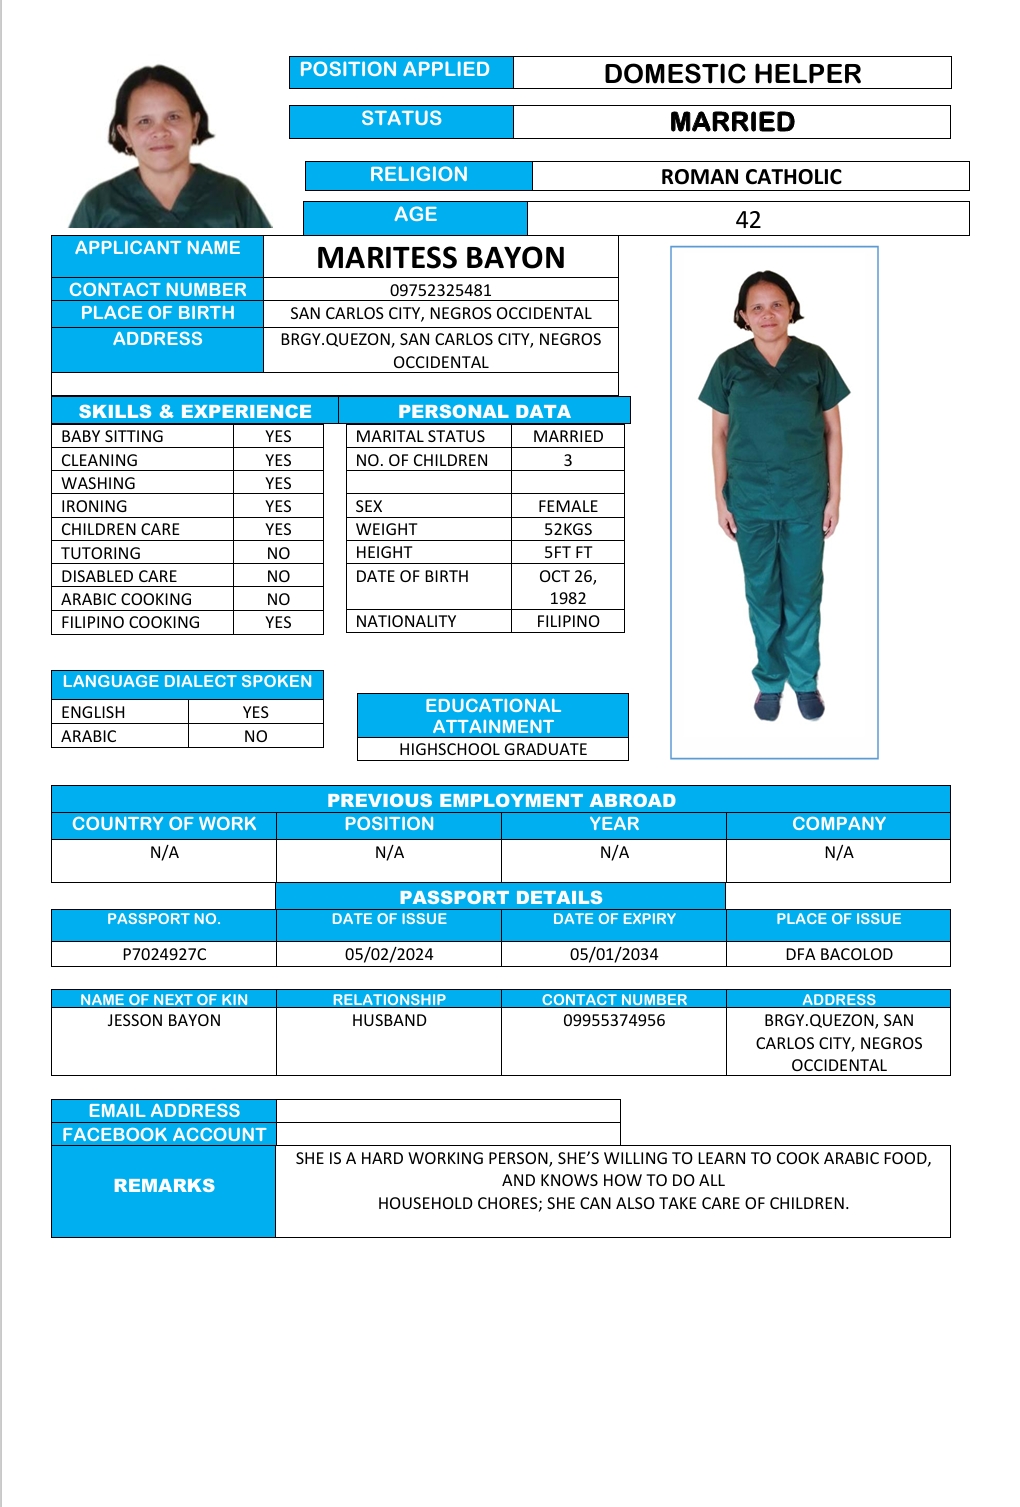 POSITION APPLIED DOMESTIC HELPER
STATUS MARRIED
RELIGION ROMAN CATHOLIC
AGE 42
APPLICANT NAME MARITESS BAYON
CONTACT NUMBER 09752325481
PLACE OF BIRTH SAN CARLOS CITY, NEGROS OCCIDENTAL
ADDRESS BRGY.QUEZON, SAN CARLOS CITY, NEGROS
OCCIDENTAL
SKILLS & EXPERIENCE
BABY SITTING YES
CLEANING YES
WASHING YES
IRONING YES
CHILDREN CARE YES
TUTORING NO
DISABLED CARE NO
ARABIC COOKING NO
FILIPINO COOKING YES
PERSONAL DATA
MARITAL STATUS MARRIED
NO. OF CHILDREN 3
SEX FEMALE
WEIGHT 52KGS
HEIGHT 5FT FT
DATE OF BIRTH OCT 26,
1982
NATIONALITY FILIPINO
LANGUAGE DIALECT SPOKEN
ENGLISH YES
ARABIC NO
EDUCATIONAL
ATTAINMENT
HIGHSCHOOL GRADUATE
PREVIOUS EMPLOYMENT ABROAD
COUNTRY OF WORK POSITION YEAR COMPANY
N/A N/A N/A N/A
PASSPORT DETAILS
PASSPORT NO. DATE OF ISSUE DATE OF EXPIRY PLACE OF ISSUE
P7024927C 05/02/2024 05/01/2034 DFA BACOLOD
NAME OF NEXT OF KIN RELATIONSHIP CONTACT NUMBER ADDRESS
JESSON BAYON HUSBAND 09955374956 BRGY.QUEZON, SAN
CARLOS CITY, NEGROS
OCCIDENTAL
EMAIL ADDRESS
FACEBOOK ACCOUNT
REMARKS
SHE IS A HARD WORKING PERSON, SHE’S WILLING TO LEARN TO COOK ARABIC FOOD,
AND KNOWS HOW TO DO ALL
HOUSEHOLD CHORES; SHE CAN ALSO TAKE CARE OF CHILDREN.